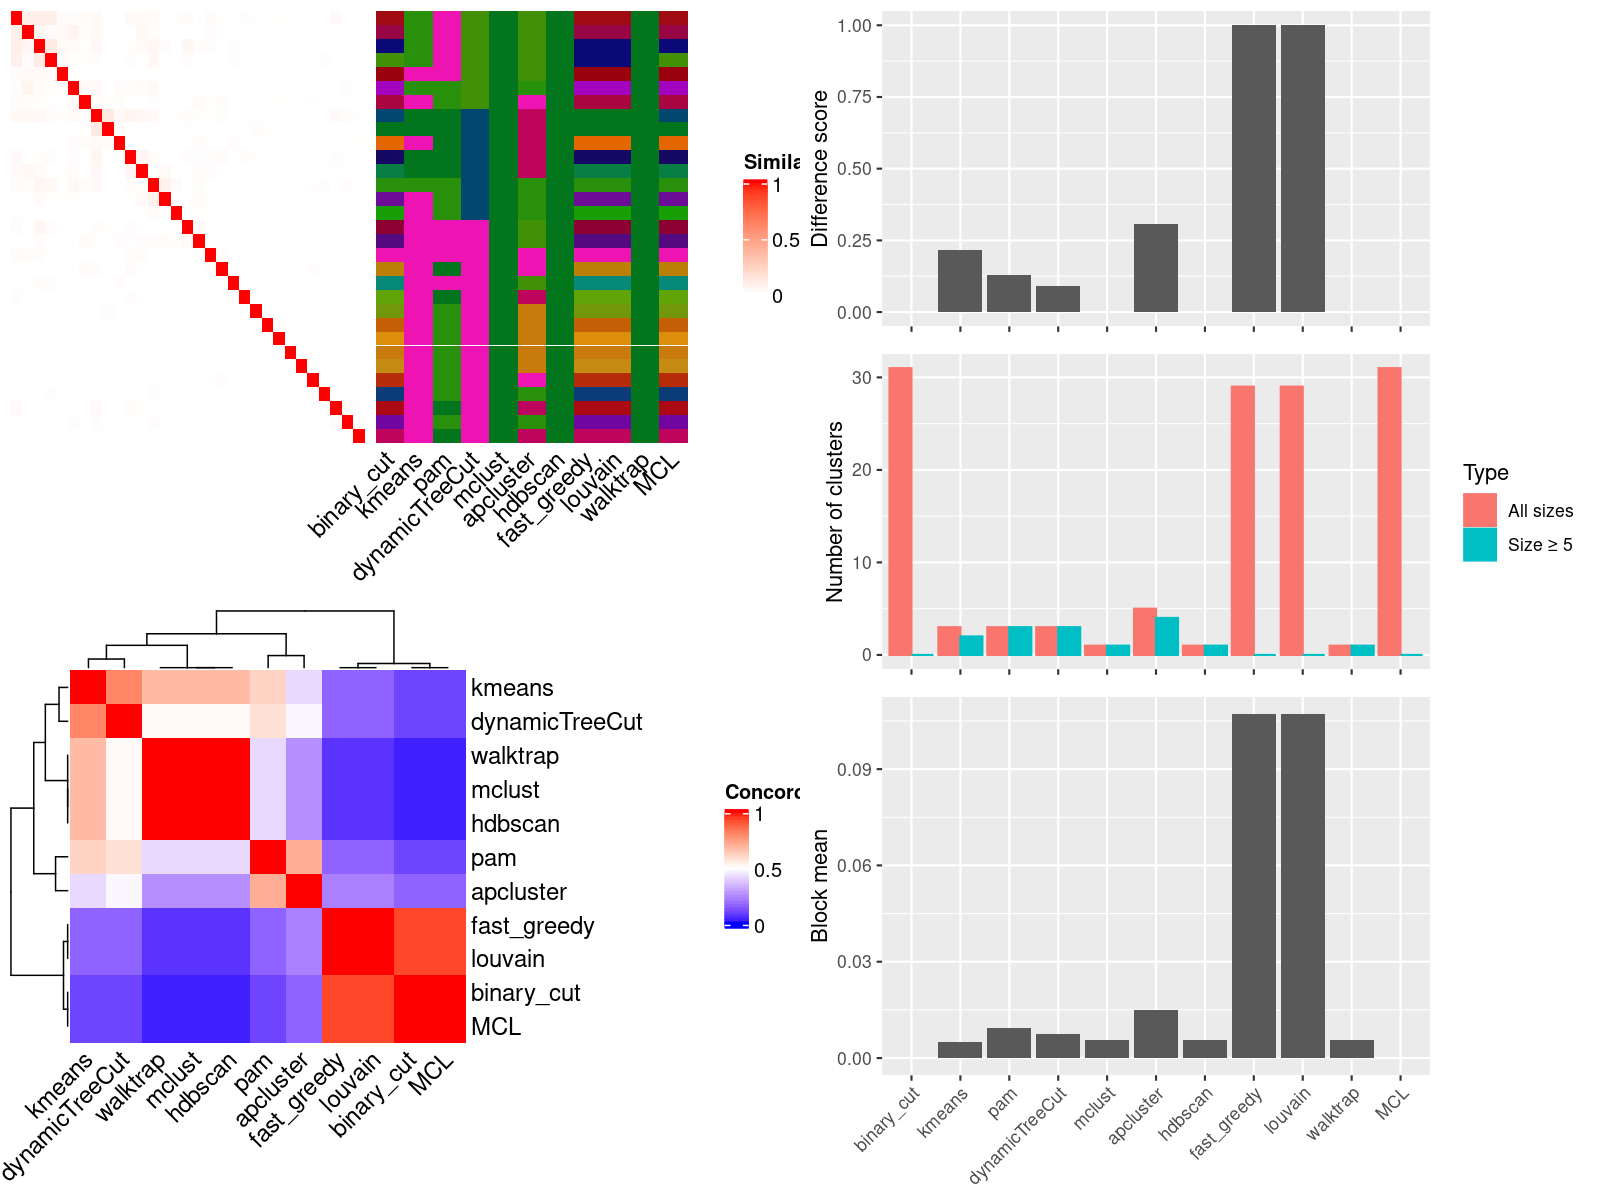 Simila
1
0.5
0
binary_cut
kmeans
pam
dynamicTreeCut
mclust
apcluster
hdbscan
fast_greedy
louvain
walktrap
MCL
kmeans
dynamicTreeCut
walktrap
mclust
hdbscan
pam
apcluster
fast_greedy
louvain
binary_cut
MCL
kmeans
dynamicTreeCut
walktrap
mclust
hdbscan
pam
apcluster
fast_greedy
louvain
binary_cut
MCL
Concord
1
0.5
0
Difference score
1.00
0.75
0.50
0.25
0.00
Number of clusters
30
20
10
0
Type
All sizes
Size ≥ 5
Block mean
0.09
0.06
0.03
0.00
binary_cut
kmeans
pam
dynamicTreeCut
mclust
apcluster
hdbscan
fast_greedy
louvain
walktrap
MCL